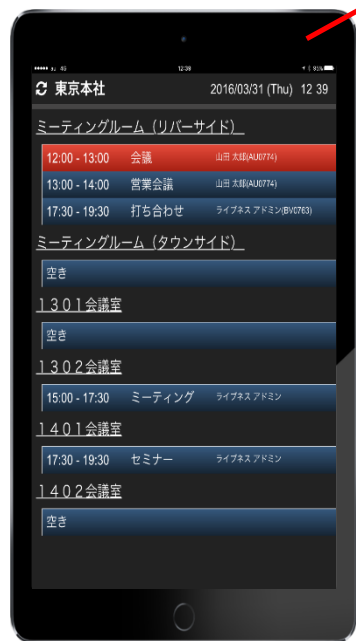 12:39
東京本社 2016/03/31 (Thu) 12 39
ミーティングルーム（リバーサイド）
12:00 - 13:00 会議 山田 太郎(AU0774)
13:00 - 14:00 営業会議 山田 太郎(AU0774)
17:30 - 19:30 打ち合わせ ライブネス アドミン(BV0763)
ミーティングルーム（タウンサイド）
空き
１３０１会議室
空き
１３０２会議室
15:00 - 17:30 ミーティング ライブネス アドミン
１４０１会議室
17:30 - 19:30 セミナー ライブネス アドミン
１４０２会議室
空き